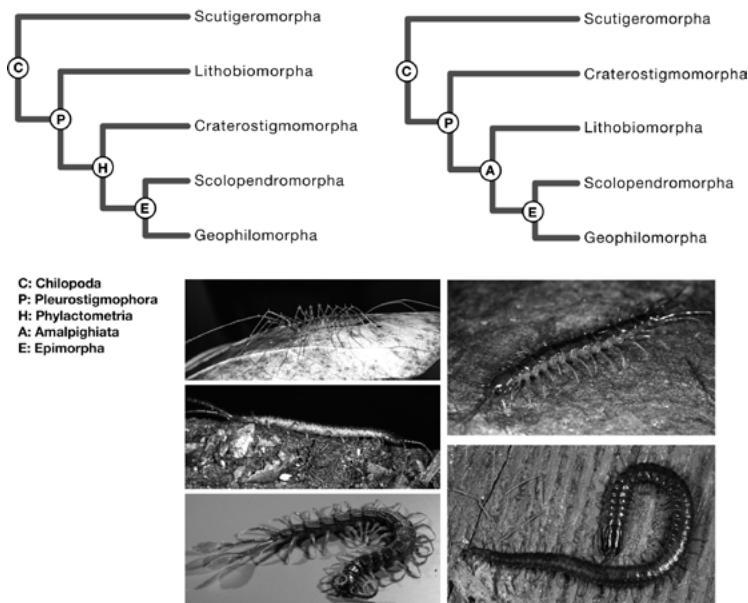 Scutigeromorpha
C
Lithobiomorpha
P
Craterostigmomorpha
H
Scolopendromorpha
E
Geophilomorpha
Scutigeromorpha
C
Craterostigmomorpha
P
Lithobiomorpha
A
Scolopendromorpha
E
Geophilomorpha
C: Chilopoda
P: Pleurostigmophora
H: Phylactometria
A: Amalpighiata
E: Epimorpha